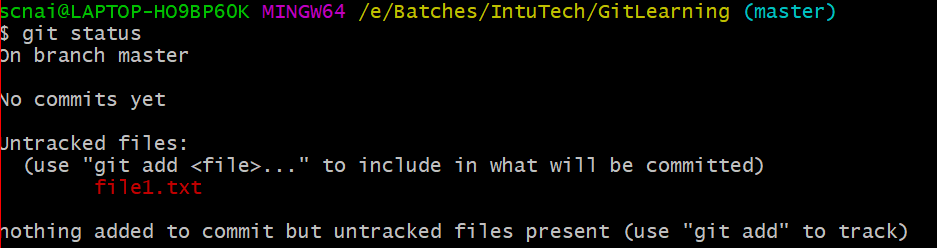 scnai@LAPTOP-HO9BP60K MINGW64 /e/Batches/IntuTech/GitLearning (master)
$ git status
On branch master
No commits yet
Untracked files:
(use "git add <file>..." to include in what will be committed)
file1.txt
nothing added to commit but untracked files present (use "git add" to track)